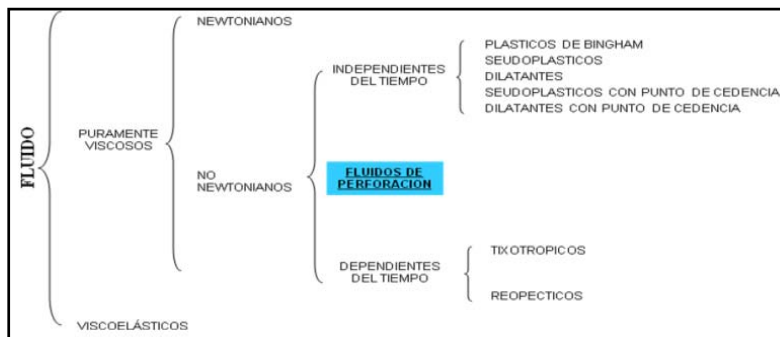 FLUIDO
PURAMENTE
VISCOSOS
NEWTONIANOS
NO
NEWTONIANOS
INDEPENDIENTES
DEL TIEMPO
PLASTICOS DE BINGHAM
SEUDOPLASTICOS
DILATANTES
SEUDOPLASTICOS CON PUNTO DE CEDENCIA
DILATANTES CON PUNTO DE CEDENCIA
FLUIDOS DE
PERFORACION
DEPENDIENTES
DEL TIEMPO
TIXOTROPICOS
REOPECTICOS
VISCOELÁSTICOS